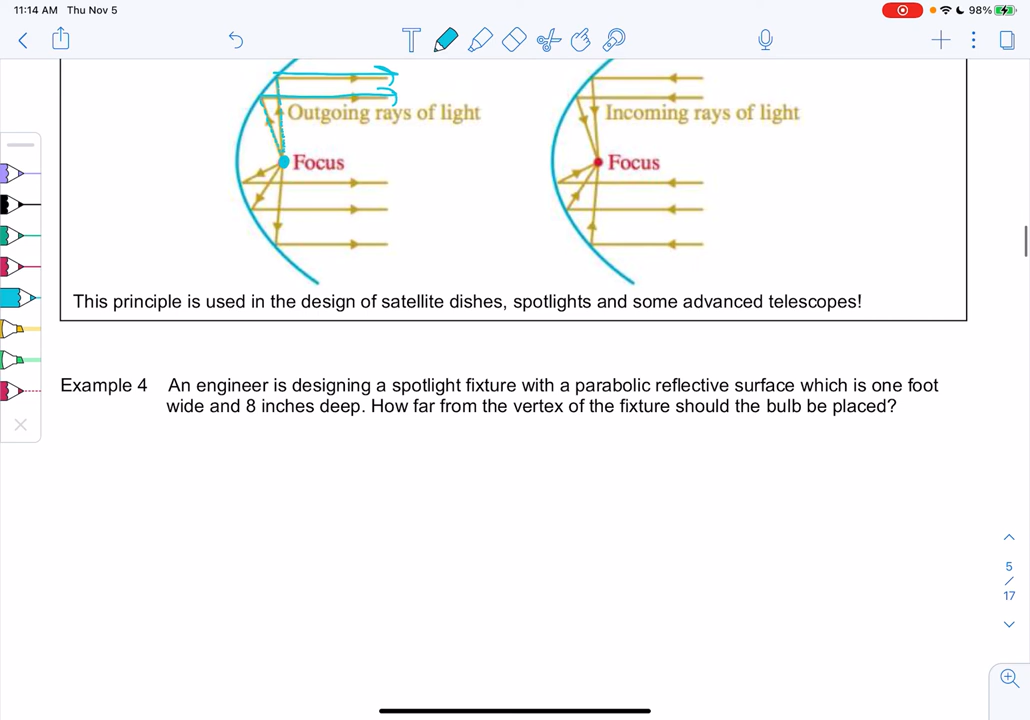 11:14 AM Thu Nov 5
98%
T
Outgoing rays of light
Incoming rays of light
Focus
Focus
This principle is used in the design of satellite dishes, spotlights and some advanced telescopes!
Example 4 An engineer is designing a spotlight fixture with a parabolic reflective surface which is one foot
wide and 8 inches deep. How far from the vertex of the fixture should the bulb be placed?
5
/
17